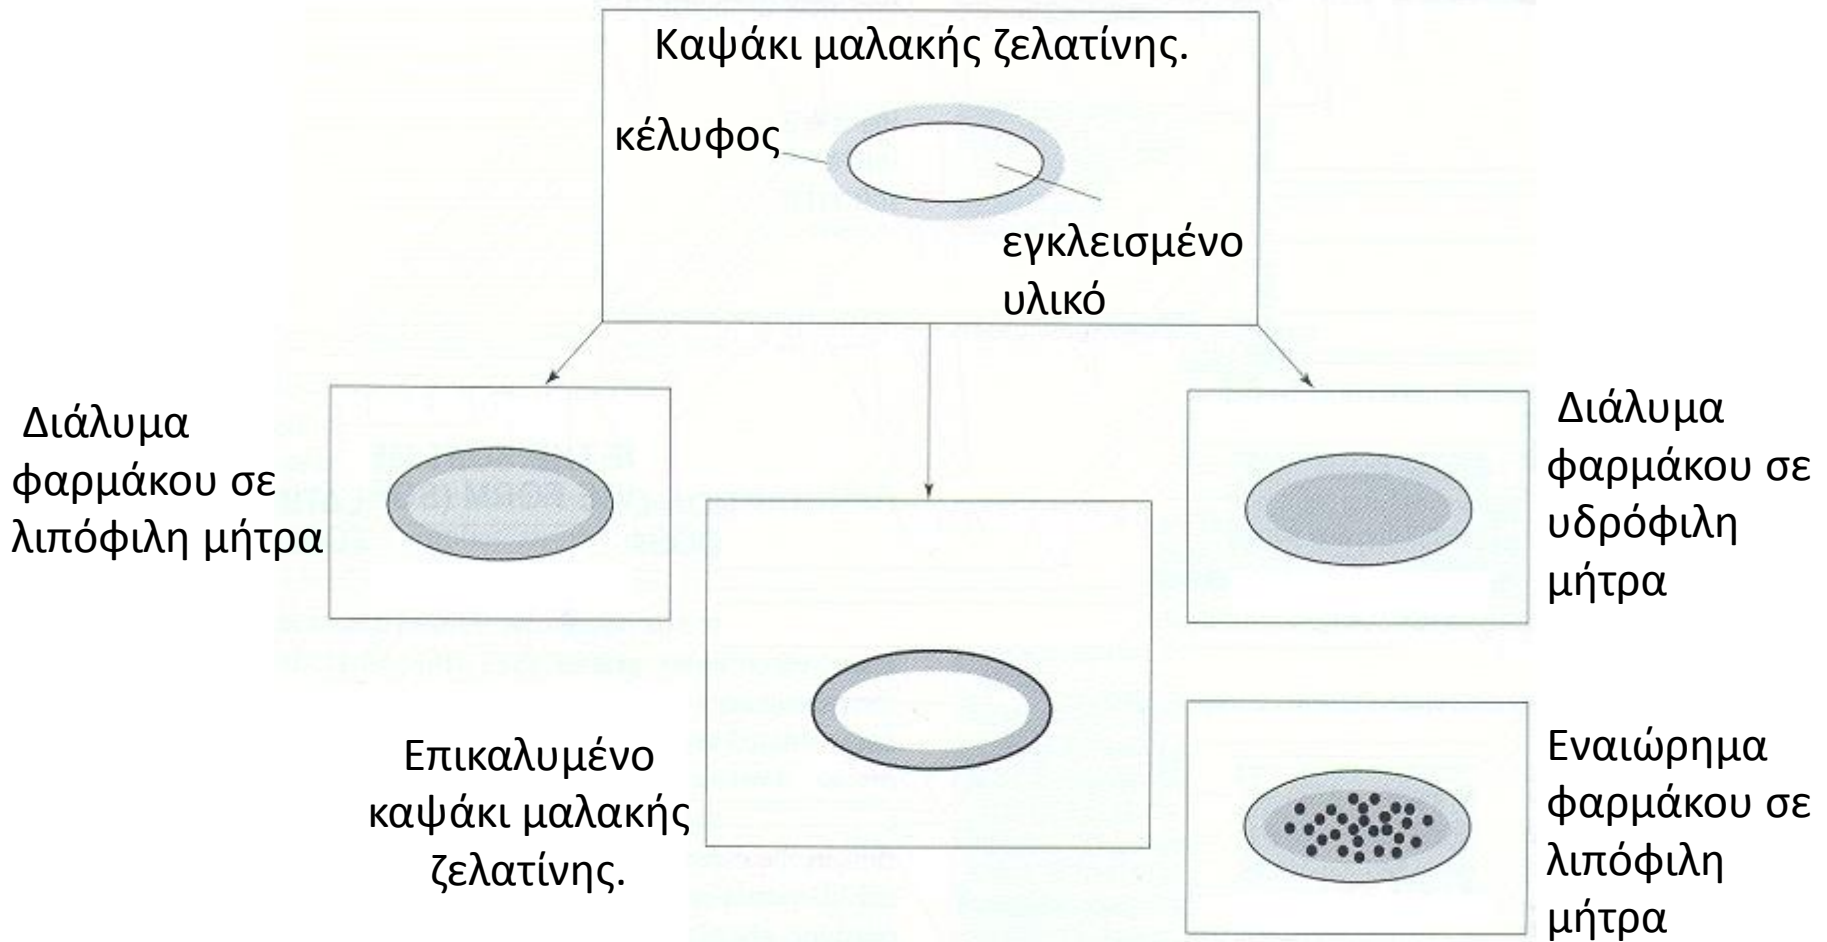 Καψάκι μαλακής ζελατίνης.
κέλυφος
εγκλεισμένο
υλικό
Διάλυμα
φαρμάκου σε
λιπόφιλη μήτρα
Διάλυμα
φαρμάκου σε
υδρόφιλη
μήτρα
Επικαλυμένο
καψάκι μαλακής
ζελατίνης.
Εναιώρημα
φαρμάκου σε
λιπόφιλη
μήτρα